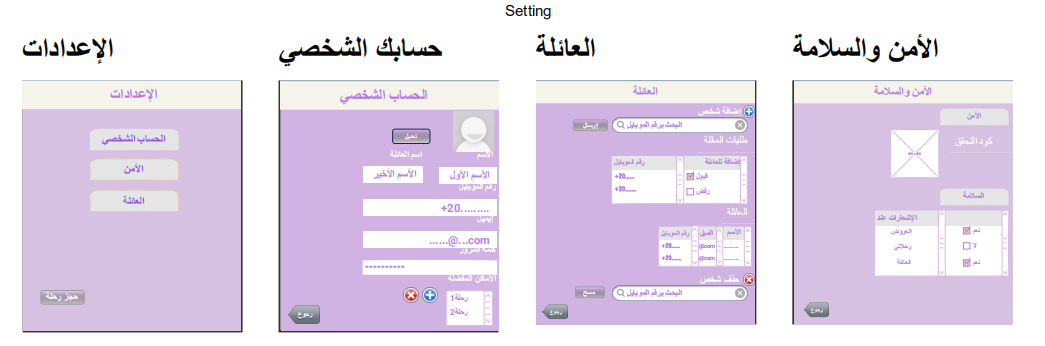 Setting
الإعدادات
الإعدادات
الحساب الشخصي
الأمن
العائلة
حجز رحلة
حسابك الشخصي
الحساب الشخصي
تعديل
الاسم
اسم العائلة
الأسم الأول
الأسم الأخير
رقم الموبايل
+20.........
إيميل
......@...com
كلمة المرور
**********
الأماكن المفضلة
رحلة1
رحلة2
رجوع
العائلة
العائلة
إضافة شخص
البحث برقم الموبايل
إرسل
طلبات المعلقة
إضافة للعائلة
رقم الموبايل
قبول
+20......
رفض
+20.......
العائلة
الأسم
رقم الموبايل
@com
+20......
@com
+20......
حذف شخص
البحث برقم الموبايل
مسح
رجوع
الأمن والسلامة
الأمن والسلامة
الأمن
كود التحقق
السلامة
الإشعارات عند
نعم
العروض
لا
رحلاتي
نعم
العائلة
رجوع